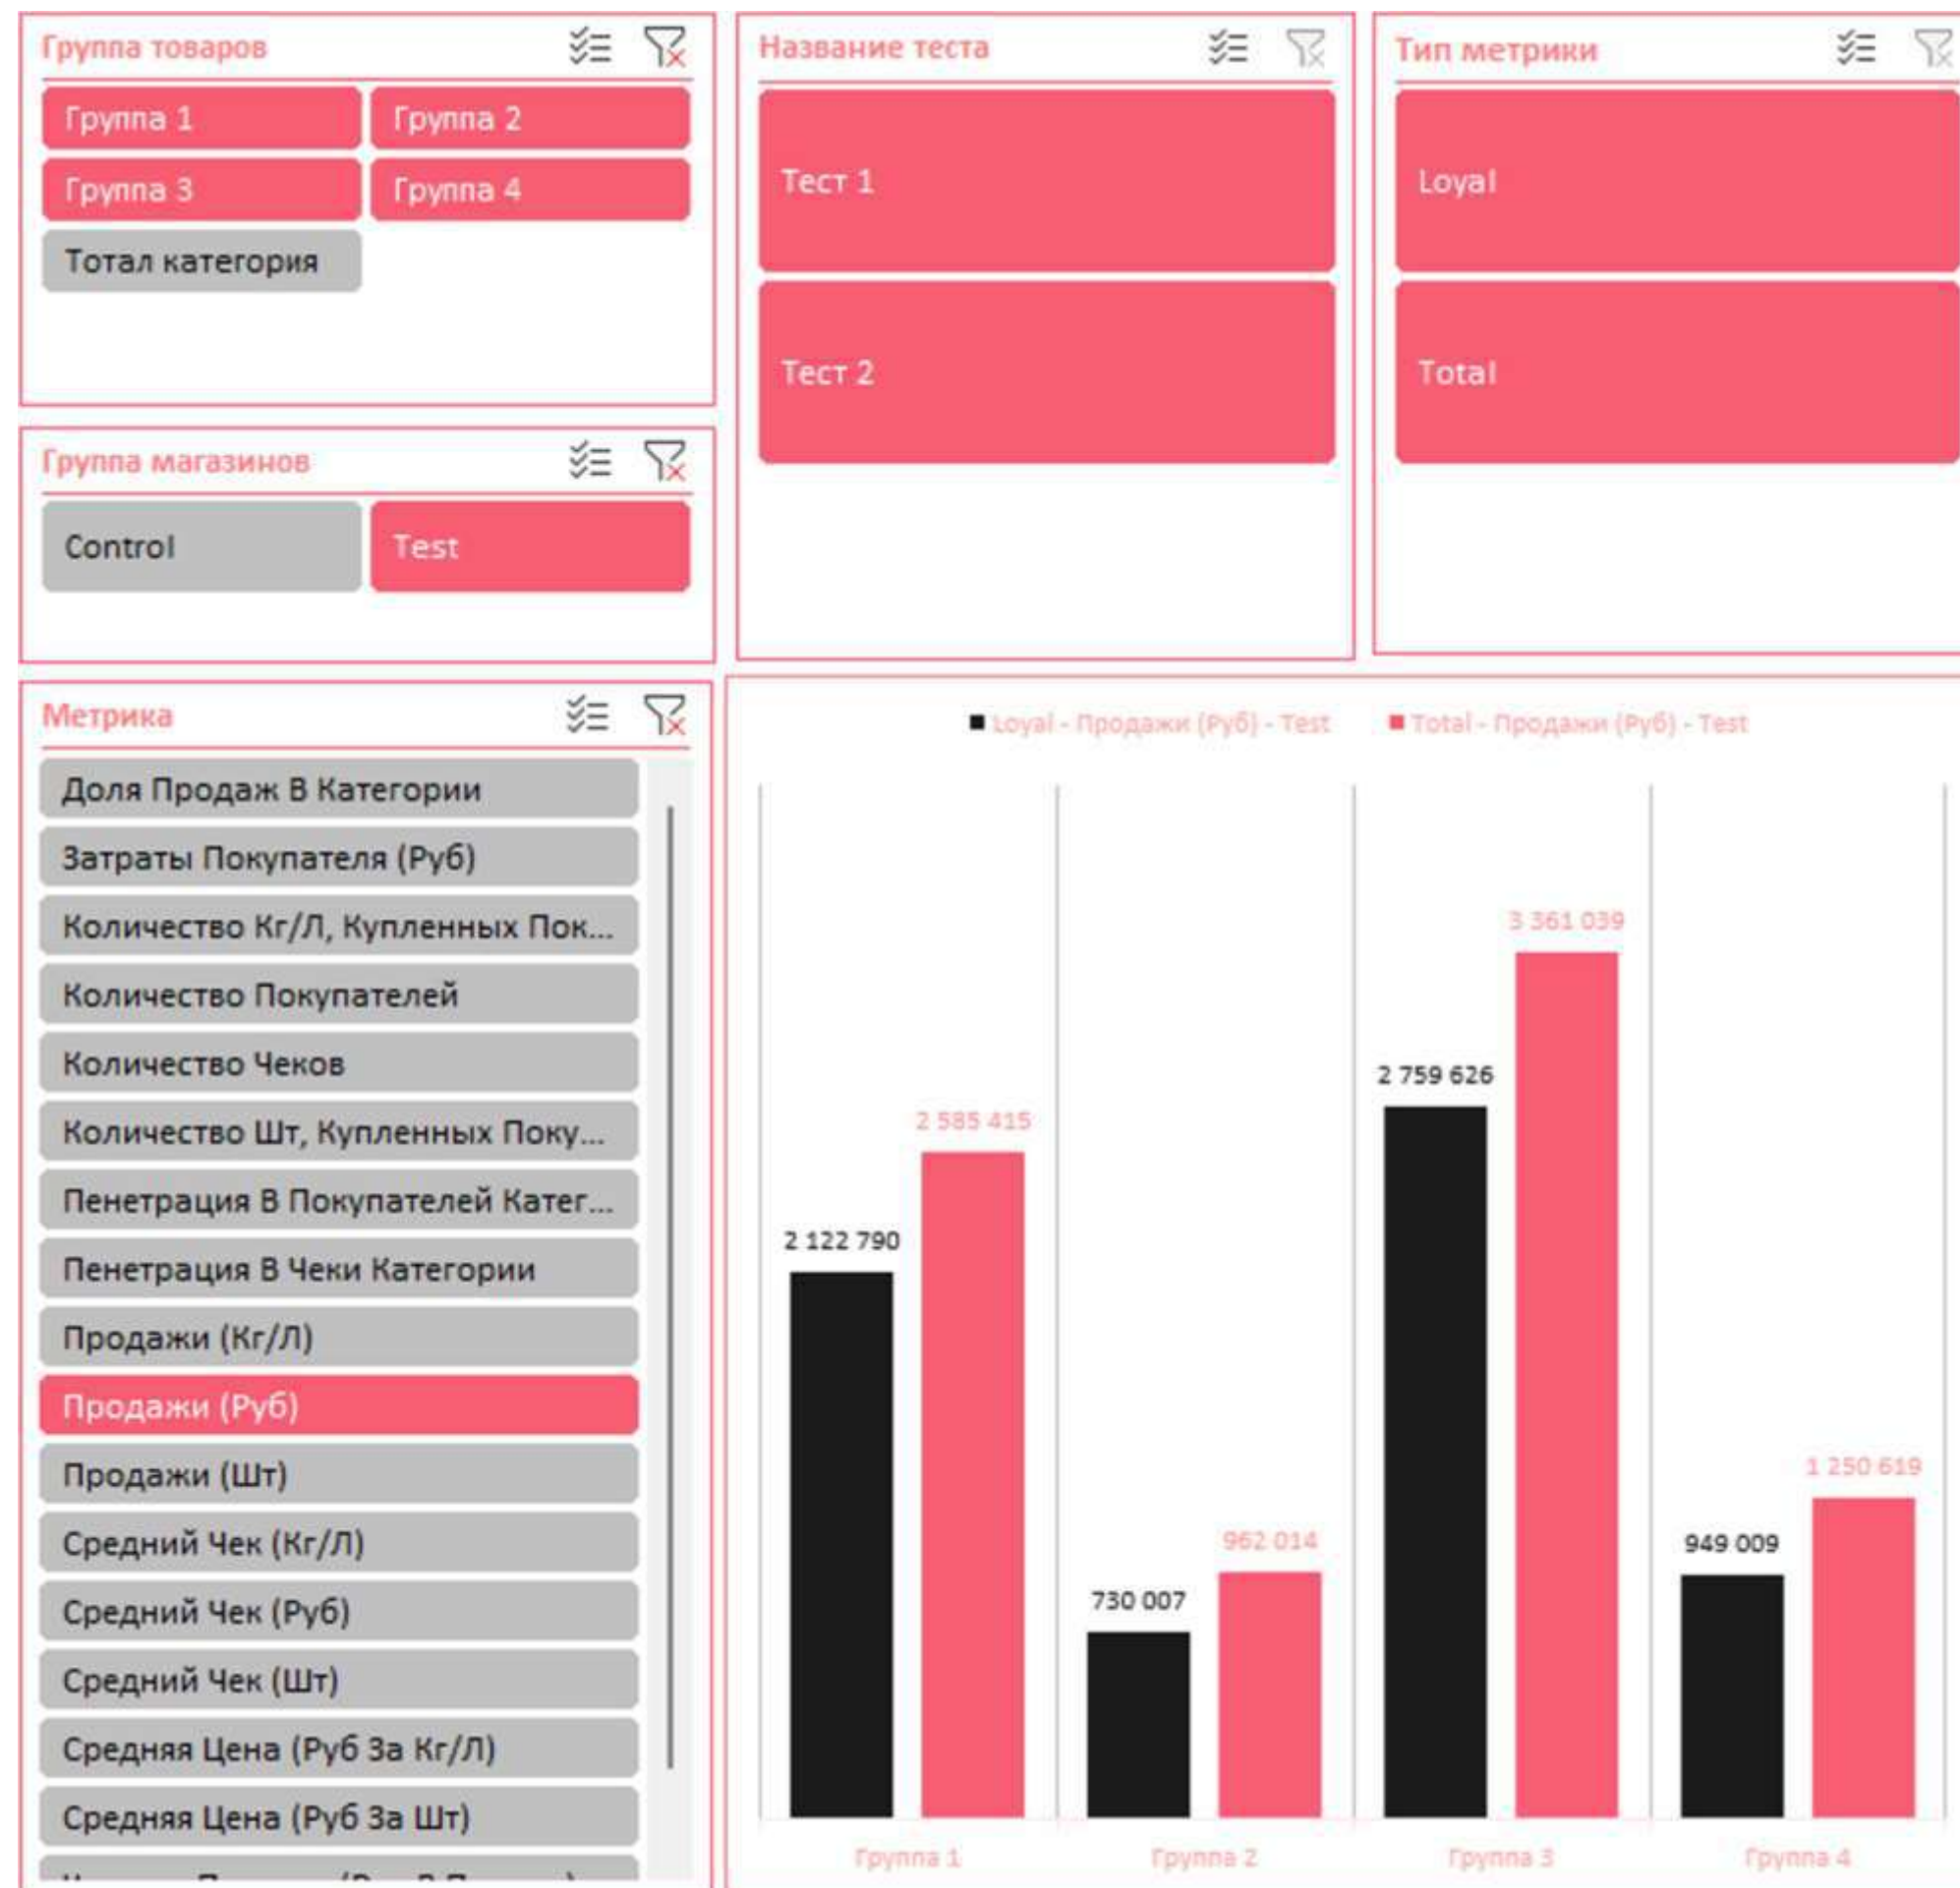 Группа товаров
Группа 1
Группа 2
Группа 3
Группа 4
Тотал категория
Название теста
Тест 1
Тест 2
Тип метрики
Loyal
Total
Группа магазинов
Control
Test
Метрика
Доля Продаж В Категории
Затраты Покупателя (Руб)
Количество Кг/Л, Купленных Пок...
Количество Покупателей
Количество Чеков
Количество Шт, Купленных Поку...
Пенетрация В Покупателей Катег...
Пенетрация В Чеки Категории
Продажи (Кг/Л)
Продажи (Руб)
Продажи (Шт)
Средний Чек (Кг/Л)
Средний Чек (Руб)
Средний Чек (Шт)
Средняя Цена (Руб За Кг/Л)
Средняя Цена (Руб За Шт)
Loyal - Продажи (Руб) - Test
Total - Продажи (Руб) - Test
3 361 039
2 759 626
2 585 415
2 122 790
1 250 619
962 014
949 009
730 007
Группа 1
Группа 2
Группа 3
Группа 4